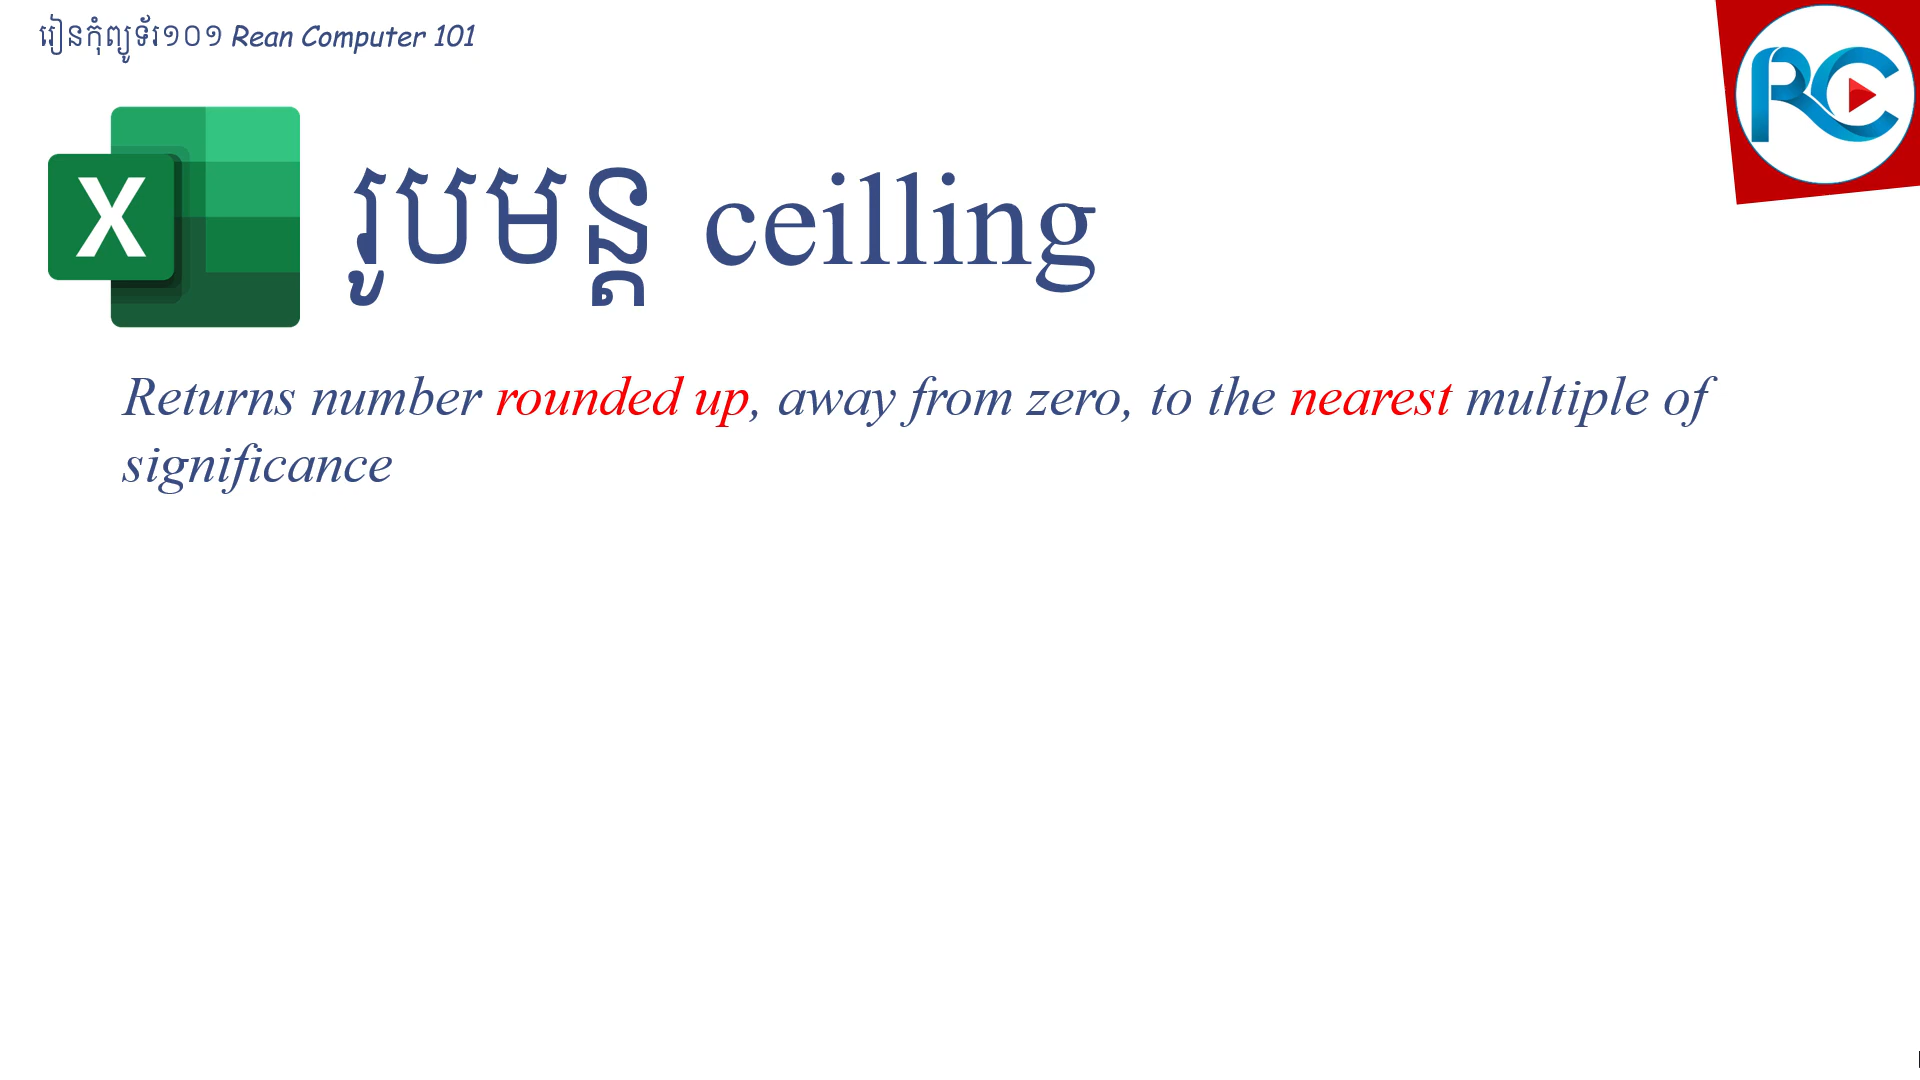 រៀនកុំព្យូទ័រ១០១ Rean Computer 101
RC
X
រូបមន្ត ceilling
Returns number rounded up, away from zero, to the nearest multiple of
significance